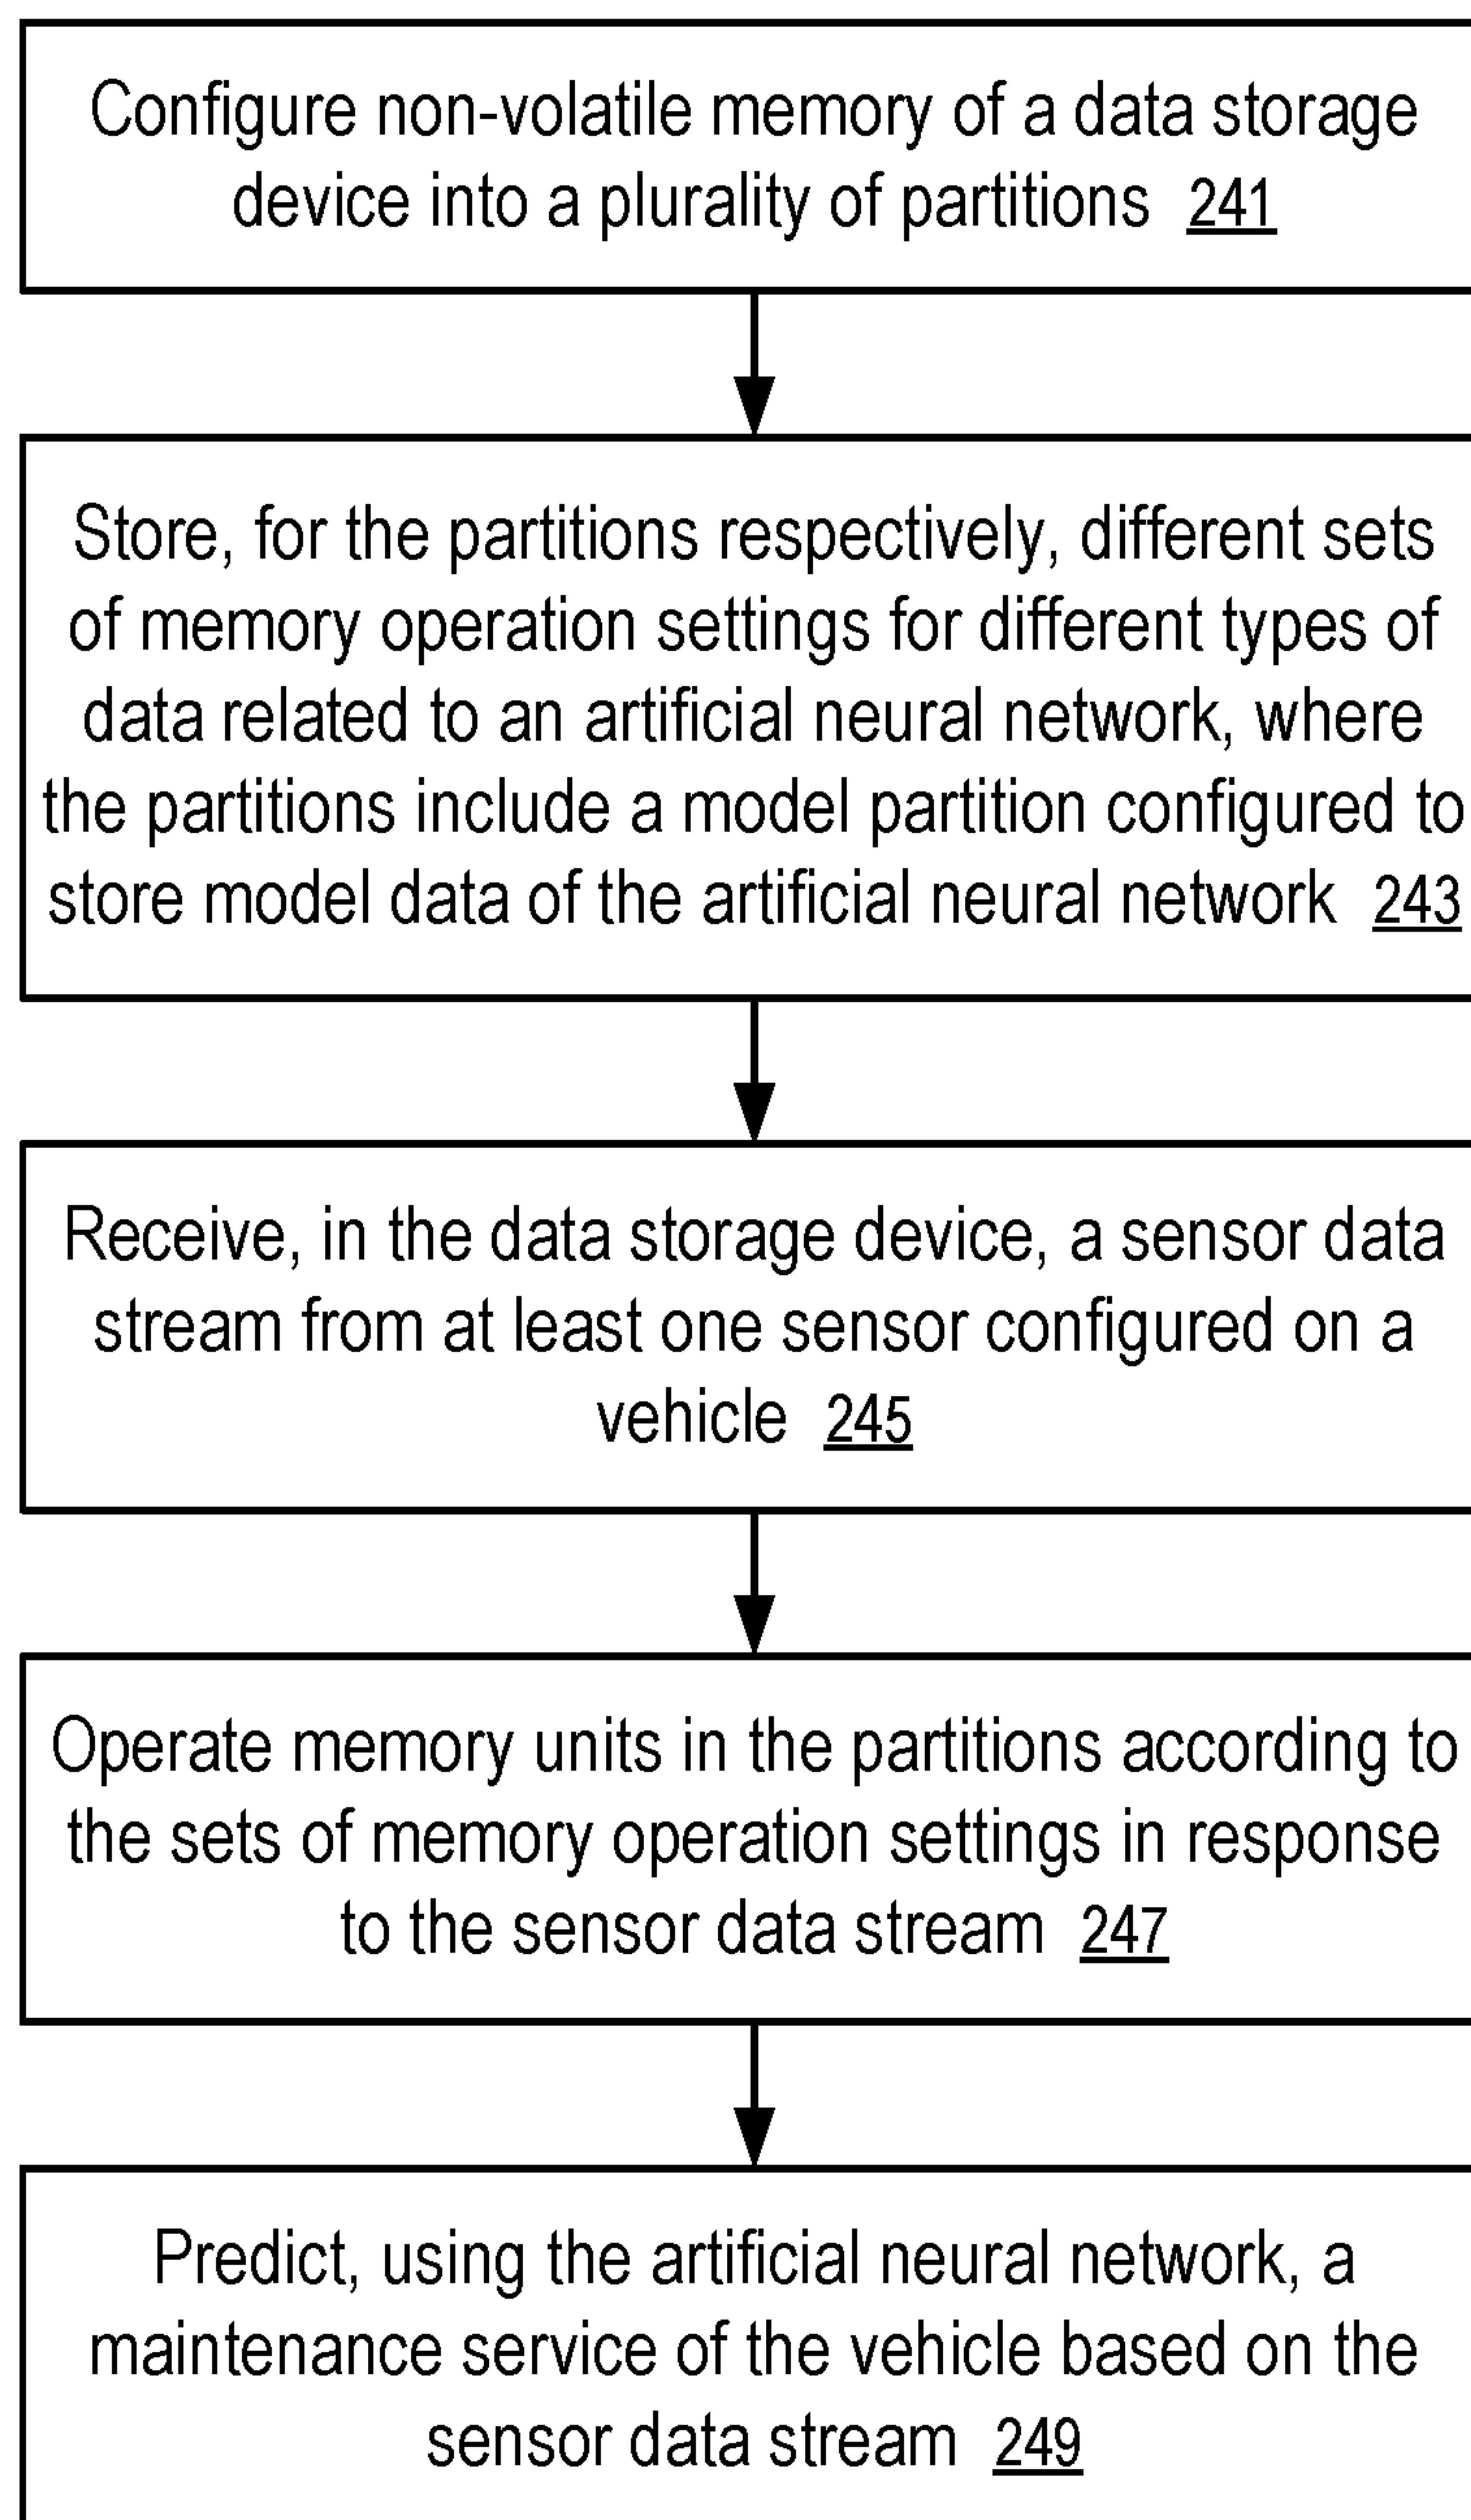 Configure non-volatile memory of a data storage
device into a plurality of partitions 241
Store, for the partitions respectively, different sets
of memory operation settings for different types of
data related to an artificial neural network, where
the partitions include a model partition configured to
store model data of the artificial neural network 243
Receive, in the data storage device, a sensor data
stream from at least one sensor configured on a
vehicle 245
Operate memory units in the partitions according to
the sets of memory operation settings in response
to the sensor data stream 247
Predict, using the artificial neural network, a
maintenance service of the vehicle based on the
sensor data stream 249